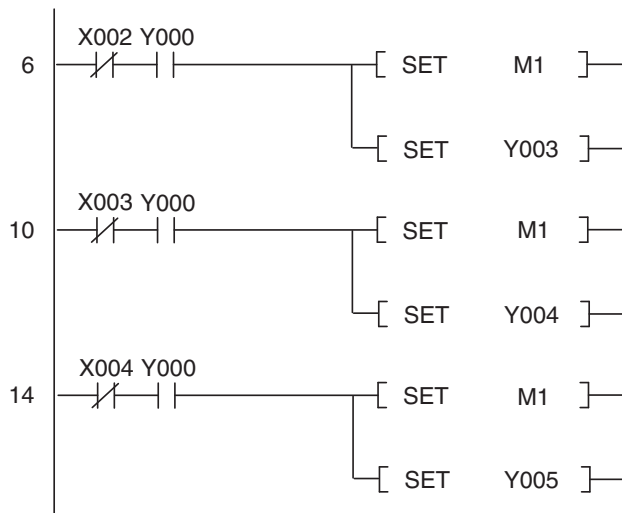 X002 Y000
6 SET M1
SET Y003
X003 Y000
10 SET M1
SET Y004
X004 Y000
14 SET M1
SET Y005